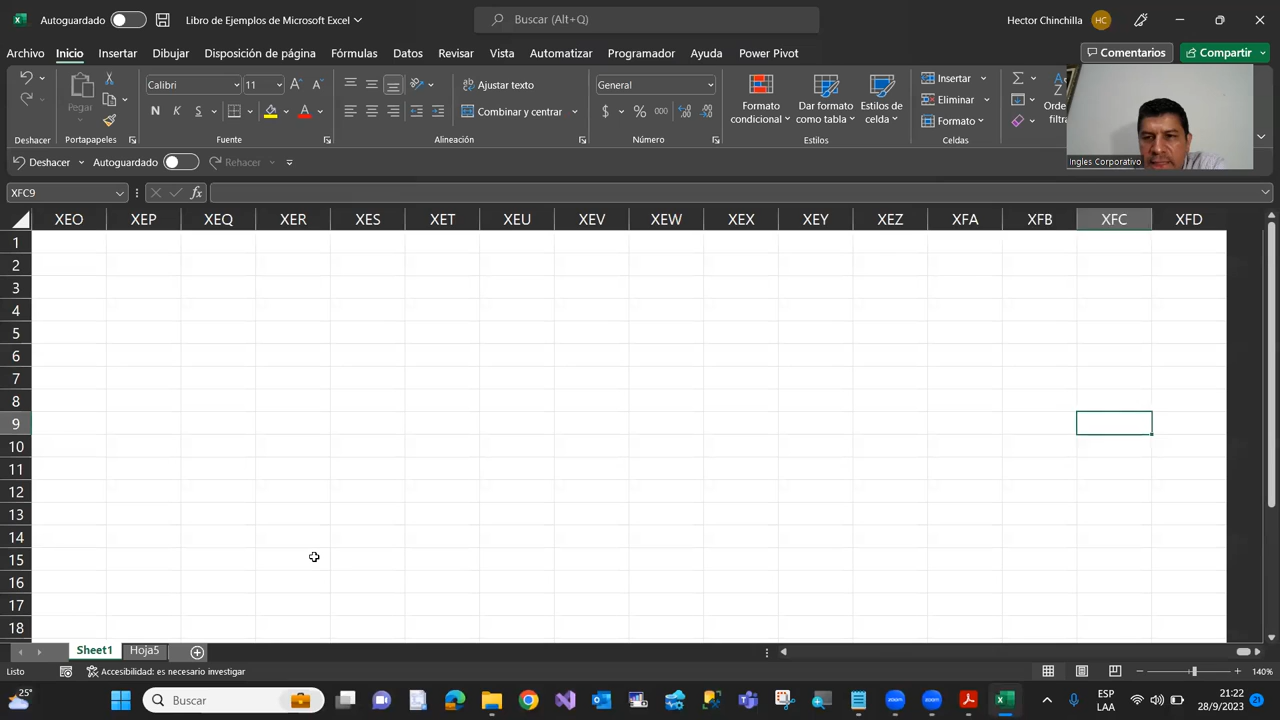 Autoguardado
Libro de Ejemplos de Microsoft Excel
Buscar (Alt+Q)
Hector Chinchilla
HC
Archivo Inicio Insertar Dibujar Disposición de página Fórmulas Datos Revisar Vista Automatizar Programador Ayuda Power Pivot
Comentarios
Compartir
Pegar
Calibri 11
N K S
Ajustar texto
Combinar y centrar
General
$ % 000
Formato condicional
Dar formato como tabla
Estilos de celda
Insertar
Eliminar
Formato
Deshacer Portapapeles Fuente Alineación Número Estilos Celdas
Ingles Corporativo
Deshacer Autoguardado Rehacer
XFC9
fx
XEO XEP XEQ XER XES XET XEU XEV XEW XEX XEY XEZ XFA XFB XFC XFD
1
2
3
4
5
6
7
8
9
10
11
12
13
14
15
16
17
18
Sheet1 Hoja5
Listo
Accesibilidad: es necesario investigar
140%
25°
Buscar
ESP
LAA
21:22
28/9/2023